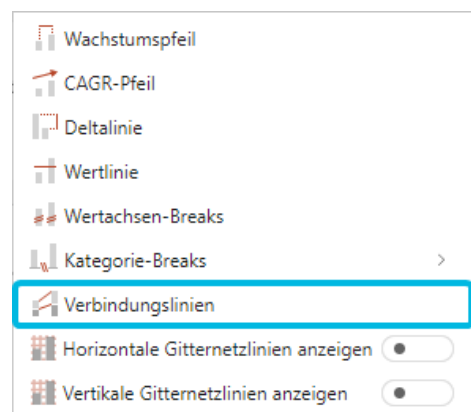 Wachstumspfeil
CAGR-Pfeil
Deltalinie
Wertlinie
Wertachsen-Breaks
Kategorie-Breaks
Verbindungslinien
Horizontale Gitternetzlinien anzeigen
Vertikale Gitternetzlinien anzeigen